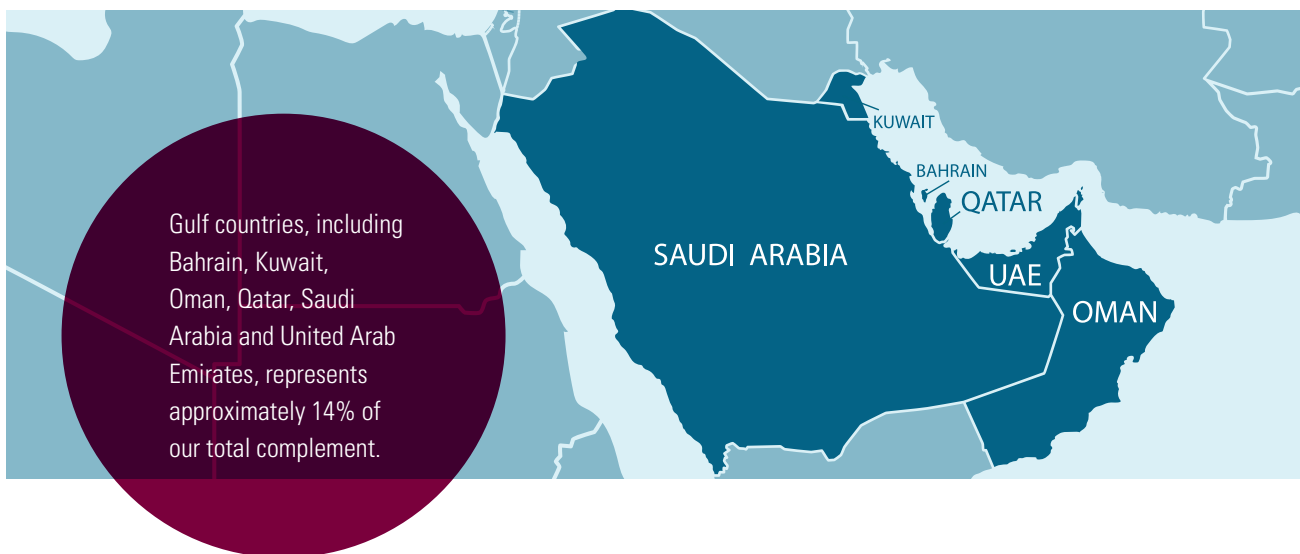 Gulf countries, including
Bahrain, Kuwait,
Oman, Qatar, Saudi
Arabia and United Arab
Emirates, represents
approximately 14% of
our total complement.
KUWAIT
BAHRAIN
QATAR
SAUDI ARABIA
UAE
OMAN